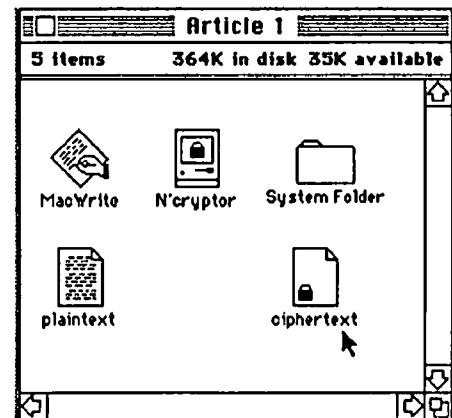 Article 1
5 items 364K in disk 35K available
MacWrite N'cryptor System Folder
plaintext ciphertext